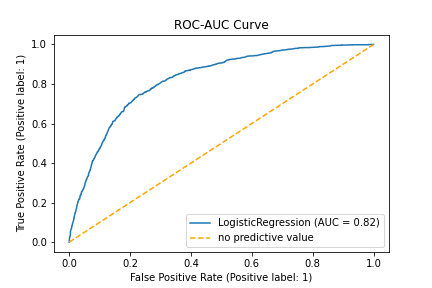 ROC-AUC Curve
True Positive Rate (Positive label: 1)
1.0
0.8
0.6
0.4
0.2
0.0
LogisticRegression (AUC = 0.82)
no predictive value
0.0 0.2 0.4 0.6 0.8 1.0
False Positive Rate (Positive label: 1)